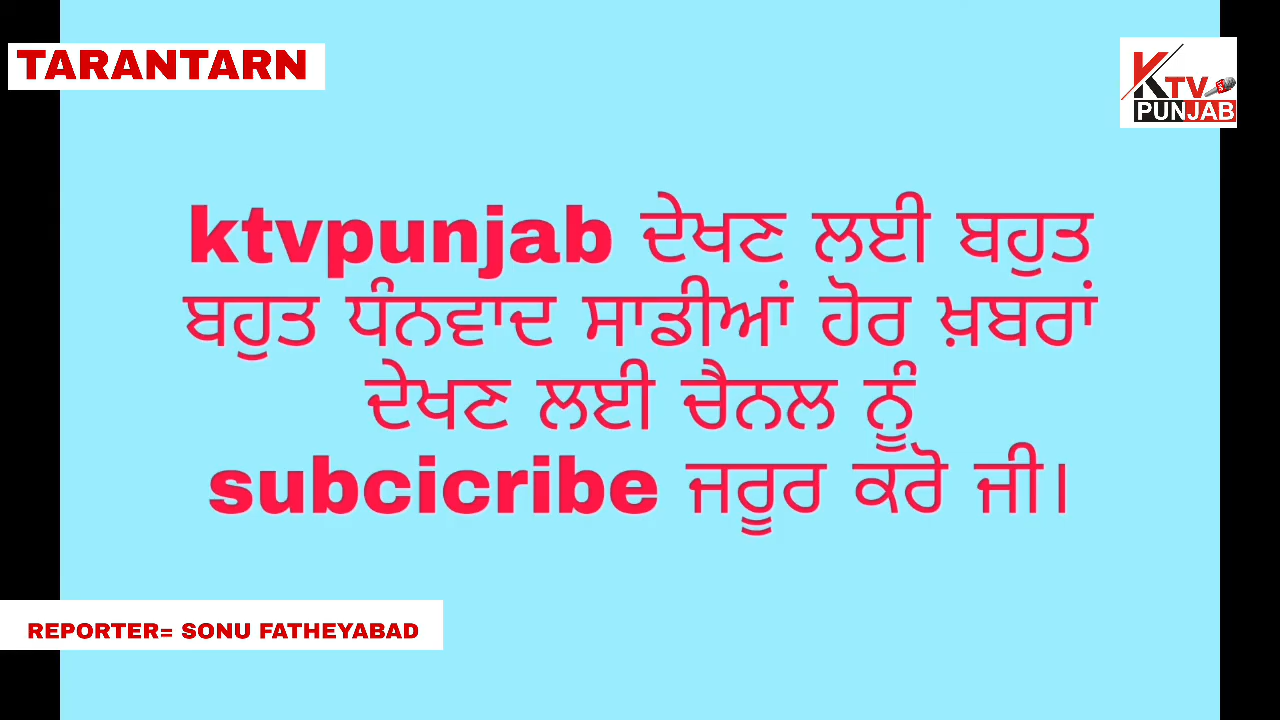 TARANTARN
KTV
PUNJAB
ktvpunjab ਦੇਖਣ ਲਈ ਬਹੁਤ
ਬਹੁਤ ਧੰਨਵਾਦ ਸਾਡੀਆਂ ਹੋਰ ਖ਼ਬਰਾਂ
ਦੇਖਣ ਲਈ ਚੈਨਲ ਨੂੰ
subcicribe ਜਰੂਰ ਕਰੋ ਜੀ।
REPORTER= SONU FATHEYABAD